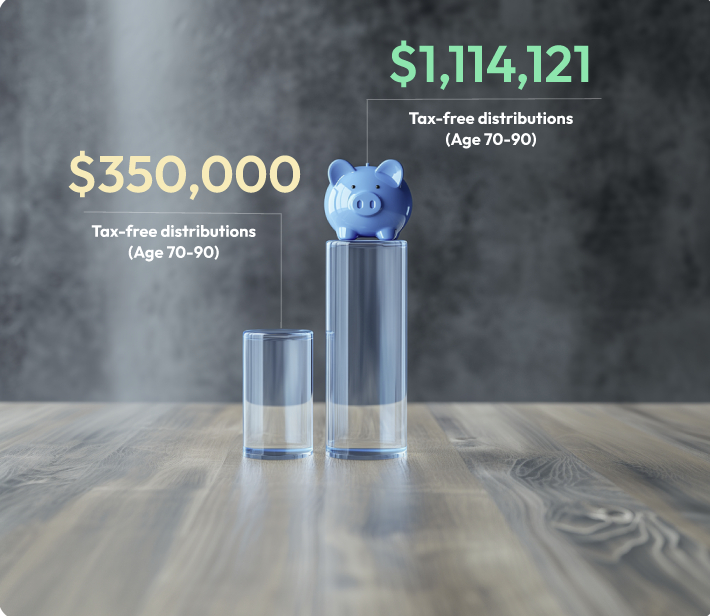 $1,114,121
Tax-free distributions
(Age 70-90)
$350,000
Tax-free distributions
(Age 70-90)